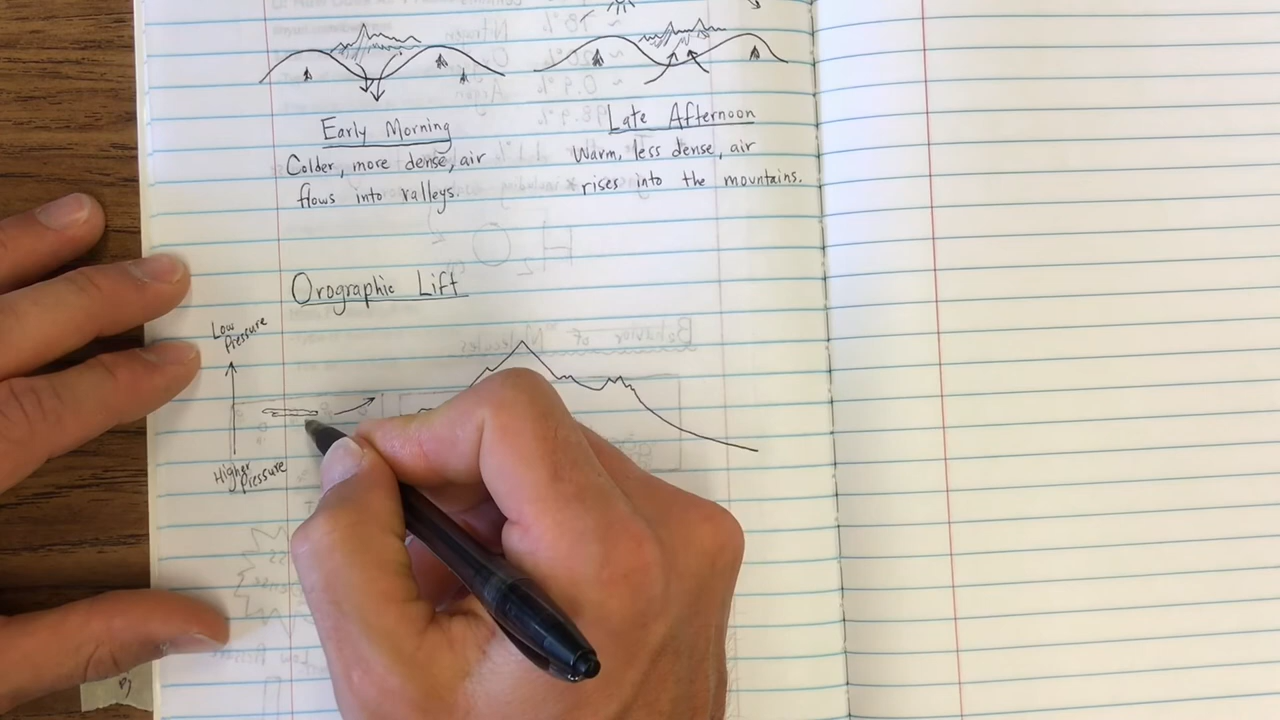 Early Morning
Late Afternoon
Colder, more dense, air
flows into valleys.
Warm, less dense, air
rises into the mountains.
Orographic Lift
Low
Pressure
Higher
Pressure